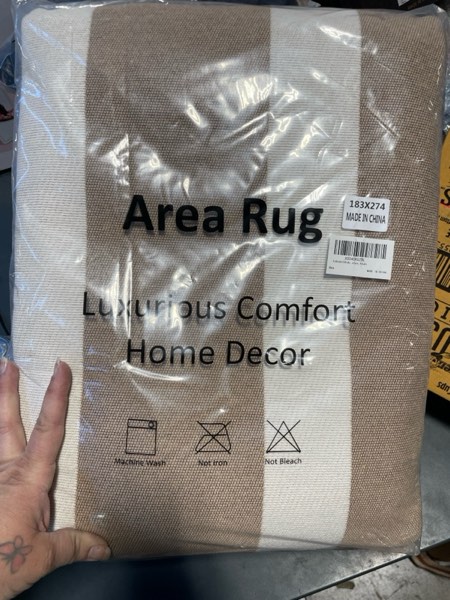 Area Rug
183X274
MADE IN CHINA
Luxurious Comfort
Home Decor
Machine Wash
Not Iron
Not Bleach